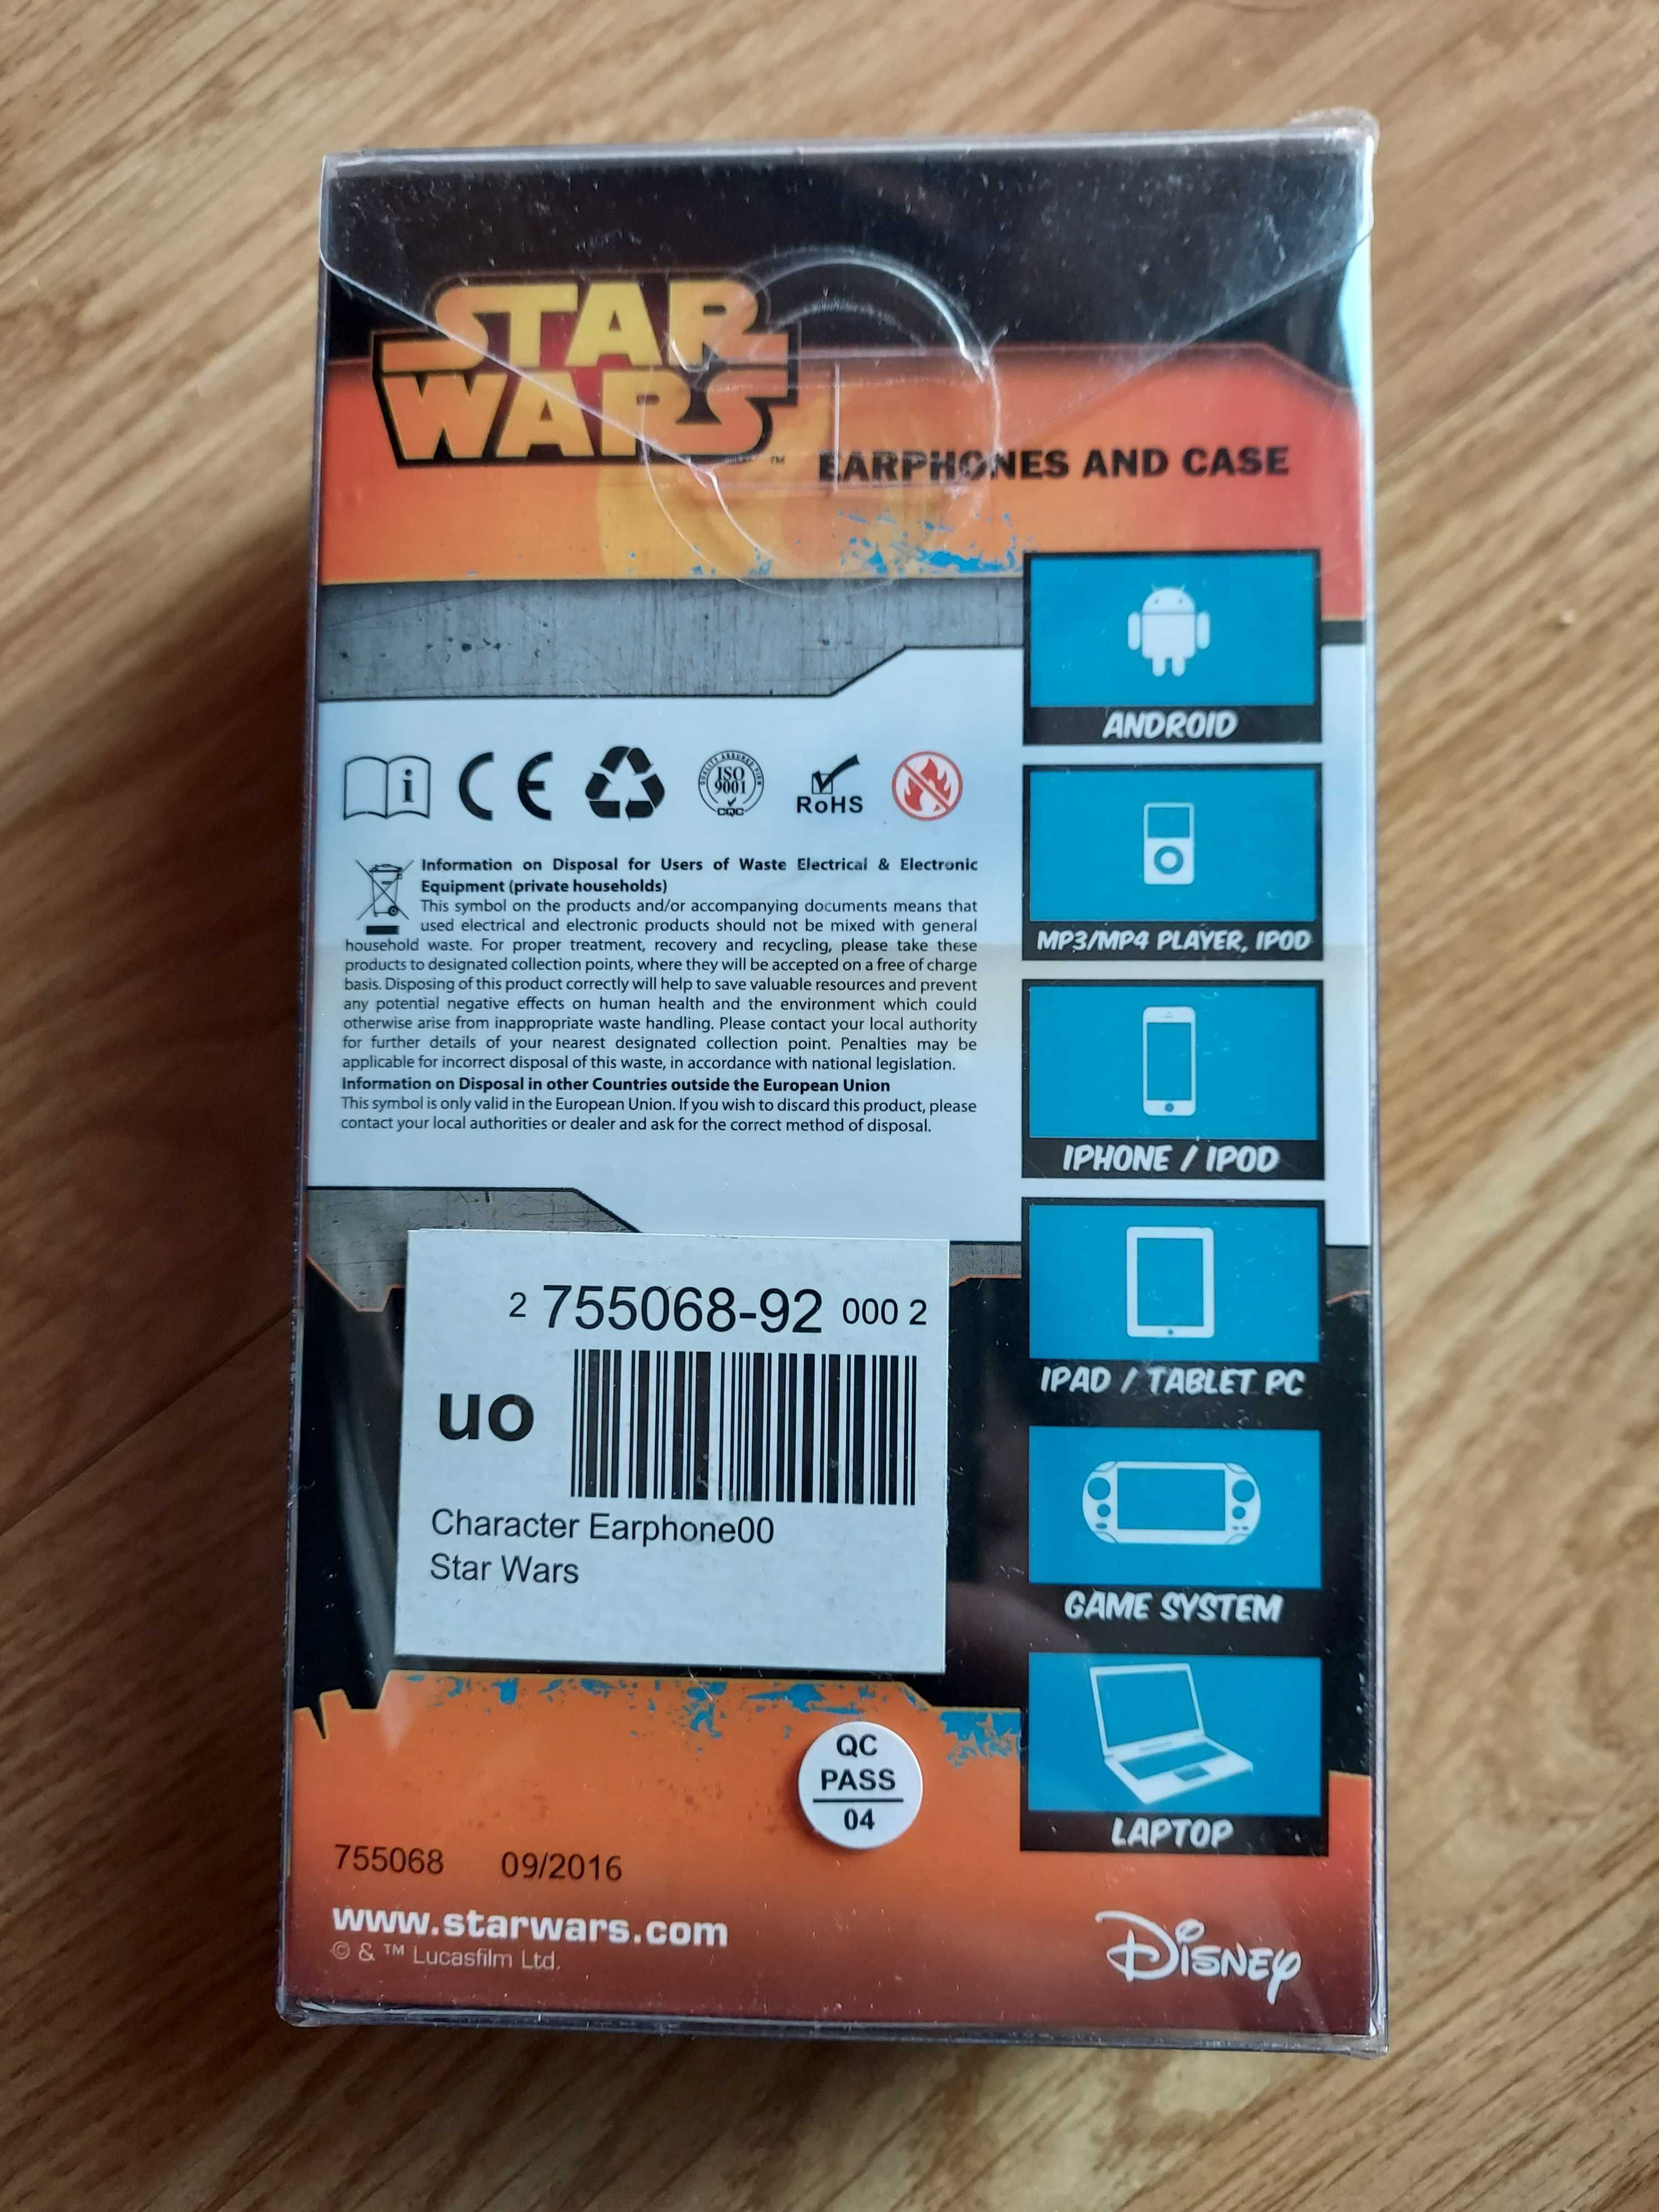 STAR
WARS™
EARPHONES AND CASE
ANDROID
MP3/MP4 PLAYER, IPOD
IPHONE / IPOD
IPAD / TABLET PC
GAME SYSTEM
LAPTOP
i
CE
QUALITY ASSURED FIRM
ISO
9001
CQC
RoHS
Information on Disposal for Users of Waste Electrical & Electronic
Equipment (private households)
This symbol on the products and/or accompanying documents means that
used electrical and electronic products should not be mixed with general
household waste. For proper treatment, recovery and recycling, please take these
products to designated collection points, where they will be accepted on a free of charge
basis. Disposing of this product correctly will help to save valuable resources and prevent
any potential negative effects on human health and the environment which could
otherwise arise from inappropriate waste handling. Please contact your local authority
for further details of your nearest designated collection point. Penalties may be
applicable for incorrect disposal of this waste, in accordance with national legislation.
Information on Disposal in other Countries outside the European Union
This symbol is only valid in the European Union. If you wish to discard this product, please
contact your local authorities or dealer and ask for the correct method of disposal.
2 755068-92 000 2
uo
Character Earphone00
Star Wars
QC
PASS
04
755068 09/2016
www.starwars.com
© & ™ Lucasfilm Ltd.
Disney